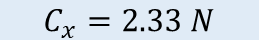 Cₓ = 2.33 N